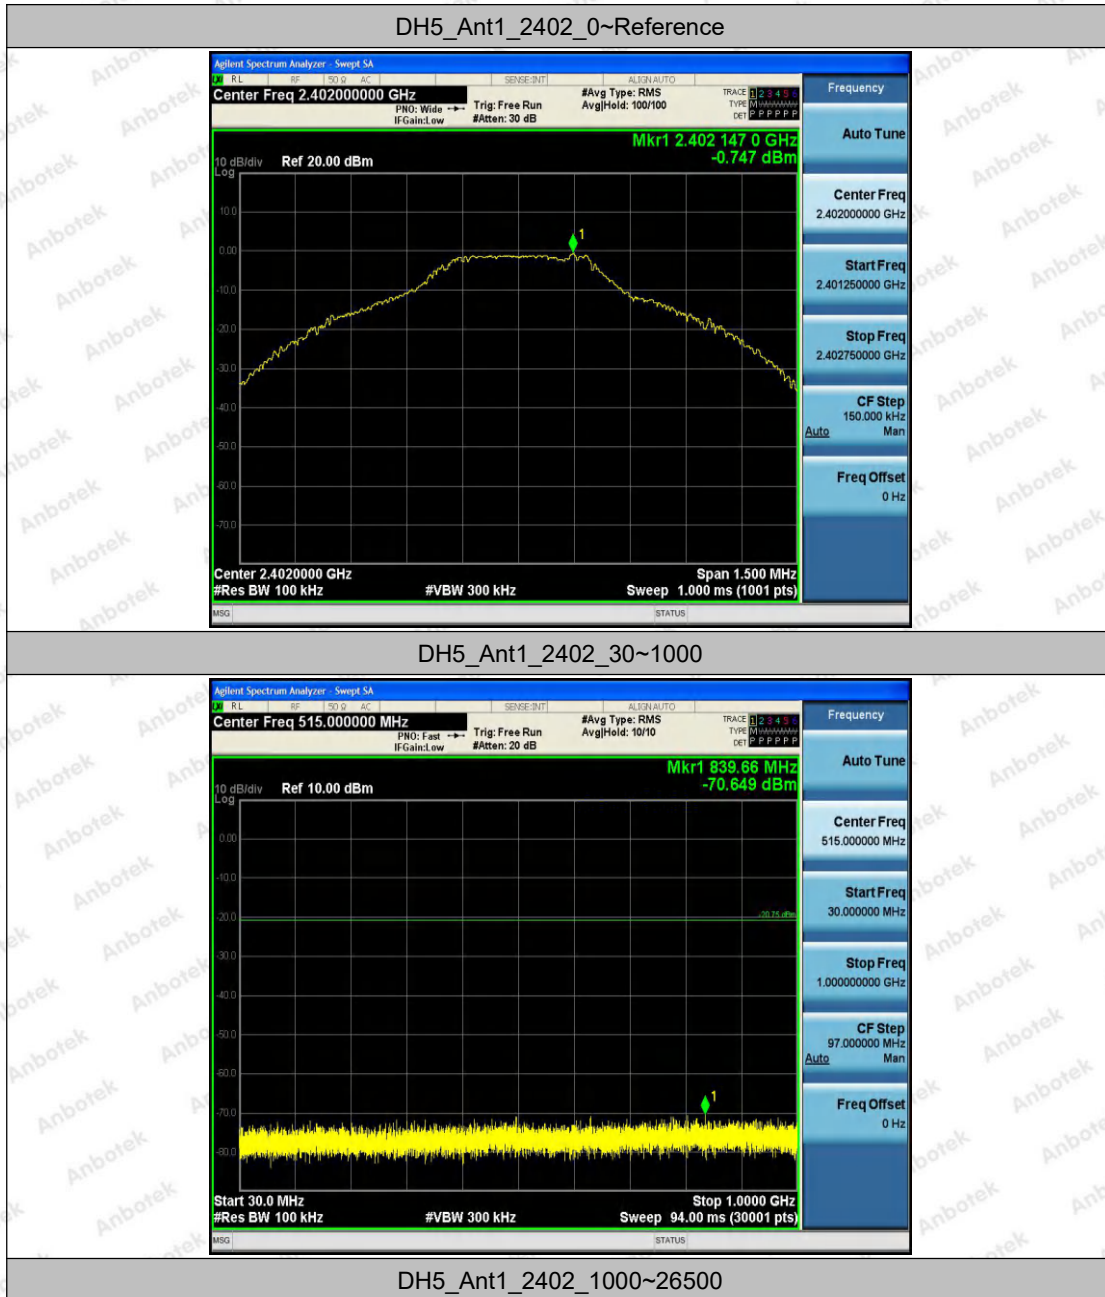 DH5_Ant1_2402_0~Reference
Agilent Spectrum Analyzer - Swept SA
RL RF 50 Ω AC SENSE:INT ALIGN AUTO
Center Freq 2.402000000 GHz
PNO: Wide
IFGain:Low
Trig: Free Run
#Atten: 30 dB
#Avg Type: RMS
Avg|Hold: 100/100
TRACE 1 2 3 4 5 6
TYPE M
DET P P P P P P
Mkr1 2.402 147 0 GHz
-0.747 dBm
10 dB/div Ref 20.00 dBm
Log
10.0
0.00
-10.0
-20.0
-30.0
-40.0
-50.0
-60.0
-70.0
1
Center 2.4020000 GHz Span 1.500 MHz
#Res BW 100 kHz #VBW 300 kHz Sweep 1.000 ms (1001 pts)
MSG STATUS
Frequency
Auto Tune
Center Freq
2.402000000 GHz
Start Freq
2.401250000 GHz
Stop Freq
2.402750000 GHz
CF Step
150.000 kHz
Auto Man
Freq Offset
0 Hz
DH5_Ant1_2402_30~1000
Agilent Spectrum Analyzer - Swept SA
RL RF 50 Ω AC SENSE:INT ALIGN AUTO
Center Freq 515.000000 MHz
PNO: Fast
IFGain:Low
Trig: Free Run
#Atten: 20 dB
#Avg Type: RMS
Avg|Hold: 10/10
TRACE 1 2 3 4 5 6
TYPE M
DET P P P P P P
Mkr1 839.66 MHz
-70.649 dBm
10 dB/div Ref 10.00 dBm
Log
0.00
-10.0
-20.0
-30.0
-40.0
-50.0
-60.0
-70.0
-80.0
-20.75 dBm
1
Start 30.0 MHz Stop 1.0000 GHz
#Res BW 100 kHz #VBW 300 kHz Sweep 94.00 ms (30001 pts)
MSG STATUS
Frequency
Auto Tune
Center Freq
515.000000 MHz
Start Freq
30.000000 MHz
Stop Freq
1.000000000 GHz
CF Step
97.000000 MHz
Auto Man
Freq Offset
0 Hz
DH5_Ant1_2402_1000~26500
Anbotek